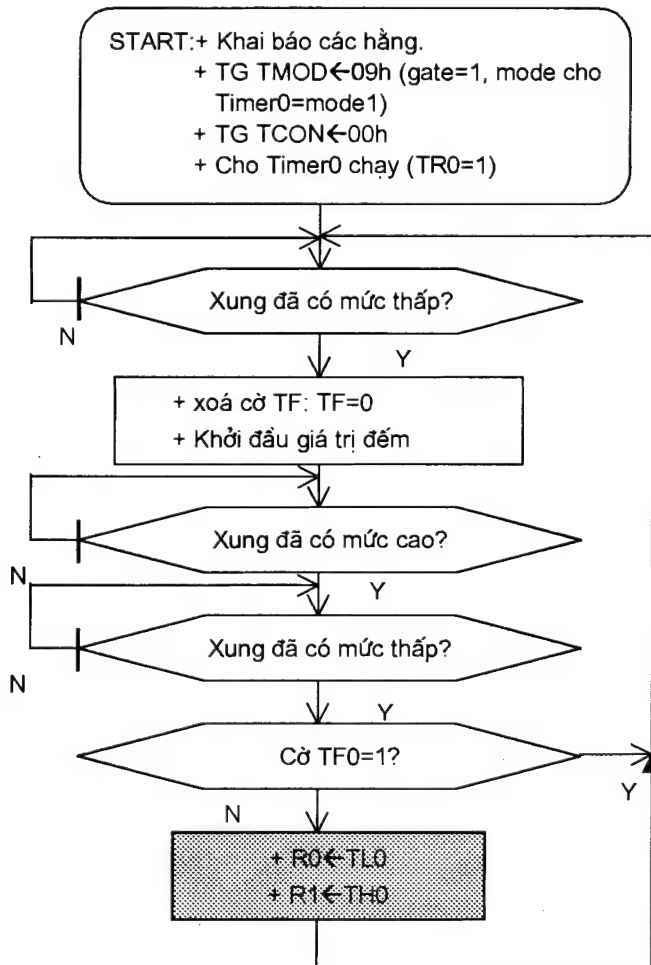 START:+ Khai báo các hằng.
+ TG TMOD←09h (gate=1, mode cho
Timer0=mode1)
+ TG TCON←00h
+ Cho Timer0 chạy (TR0=1)
Xung đã có mức thấp?
N
Y
+ xoá cờ TF: TF=0
+ Khởi đầu giá trị đếm
Xung đã có mức cao?
N
Y
Xung đã có mức thấp?
N
Y
Cờ TF0=1?
Y
N
+ R0←TL0
+ R1←TH0